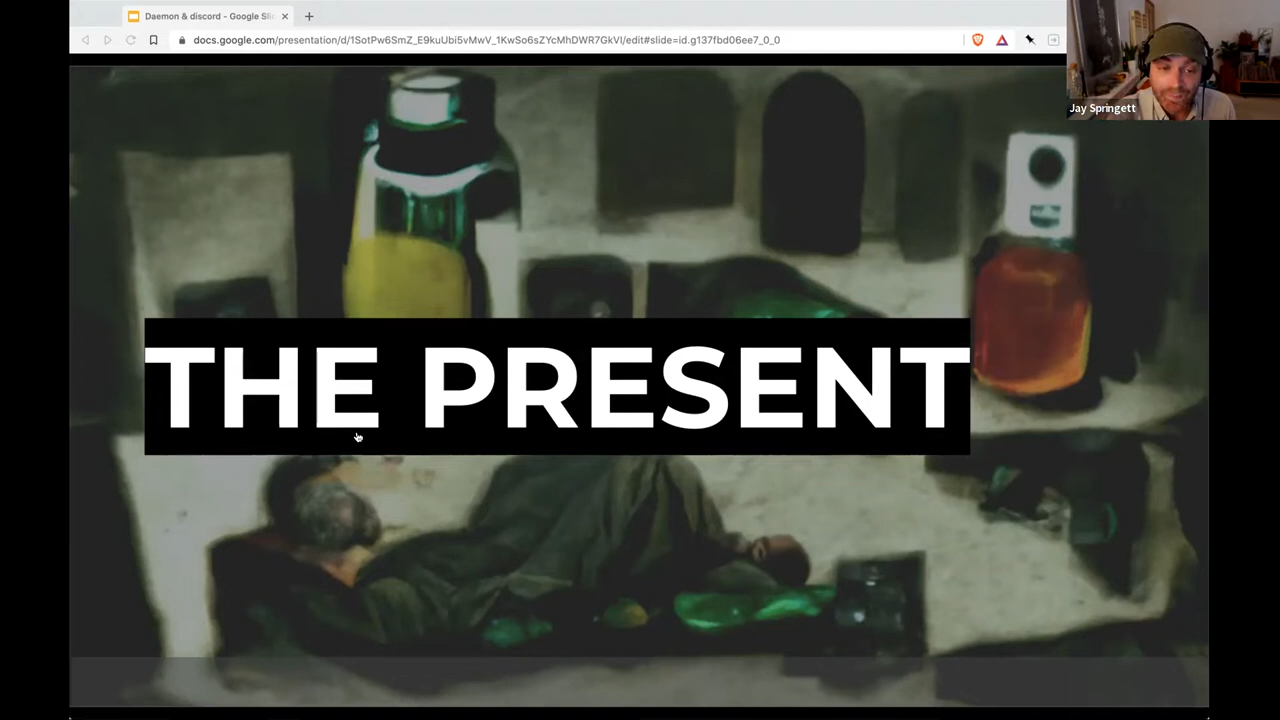 Daemon & discord - Google Sli
docs.google.com/presentation/d/1SotPw6SmZ_E9kuUbi5vMwV_1KwSo6sZYcMhDWR7GkVI/edit#slide=id.g137fbd06ee7_0_0
Jay Springett
THE PRESENT